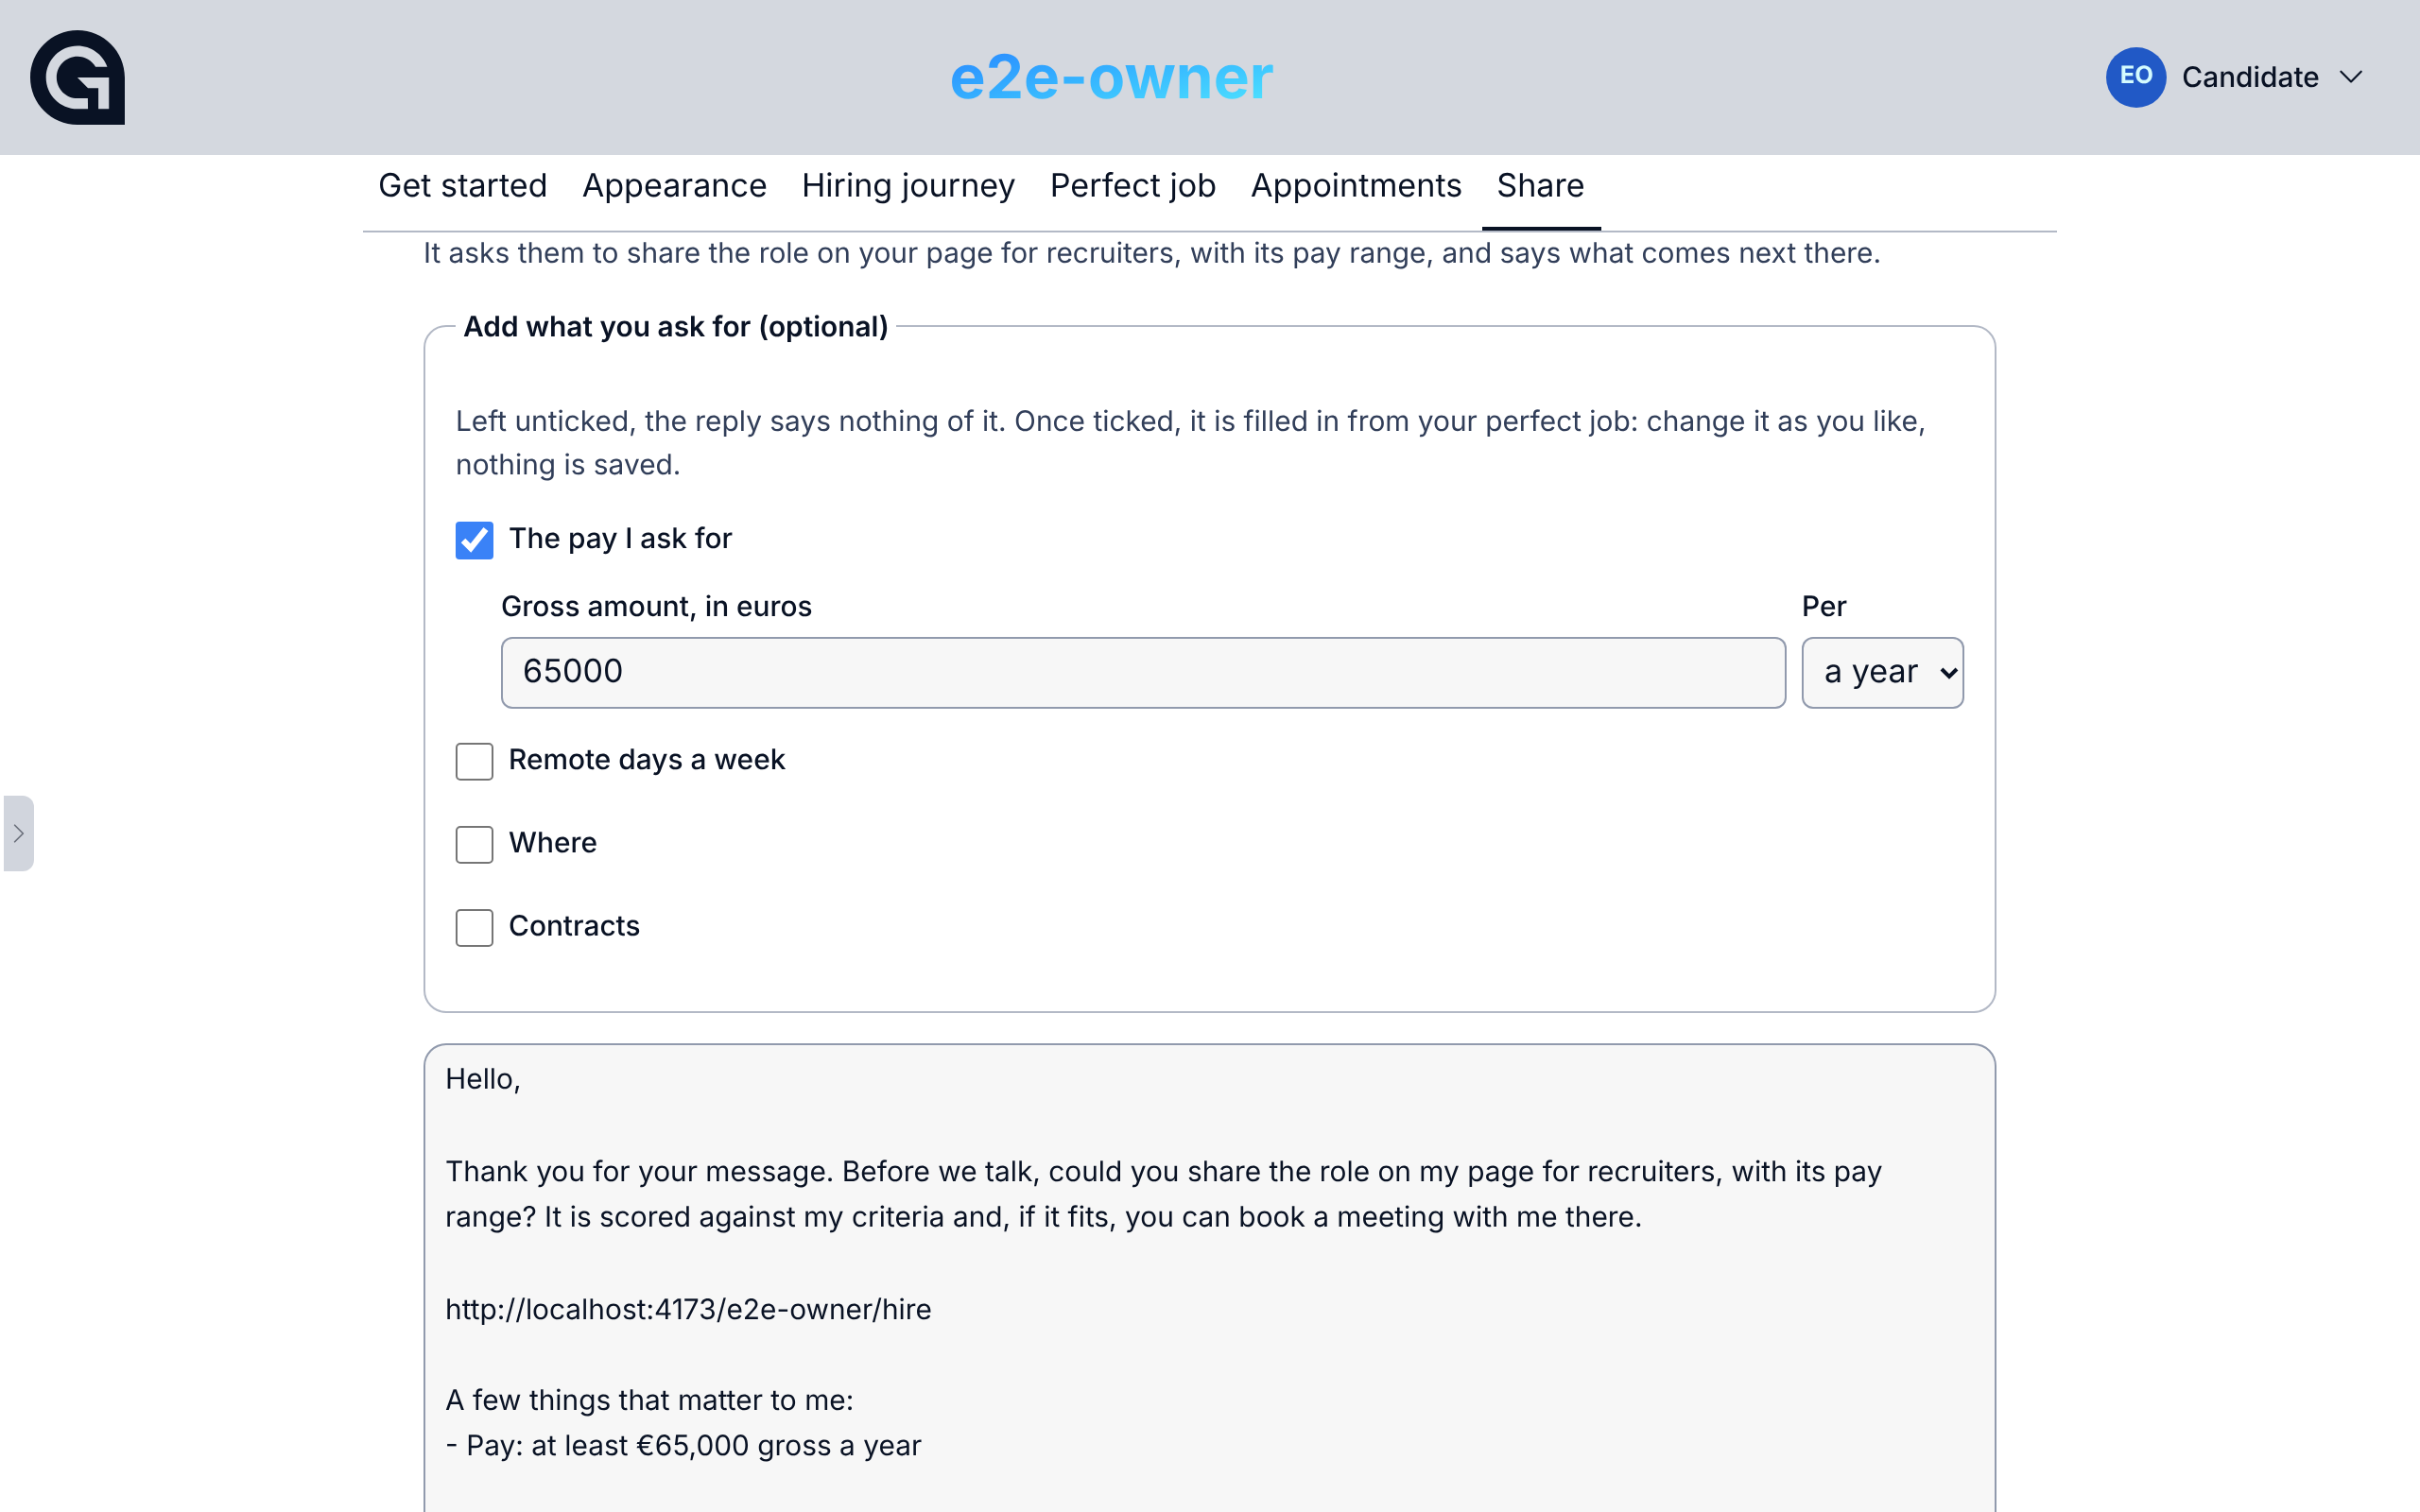 e2e-owner
EO Candidate
Get started Appearance Hiring journey Perfect job Appointments Share
It asks them to share the role on your page for recruiters, with its pay range, and says what comes next there.
Add what you ask for (optional)
Left unticked, the reply says nothing of it. Once ticked, it is filled in from your perfect job: change it as you like,
nothing is saved.
The pay I ask for
Gross amount, in euros Per
65000 a year
Remote days a week
Where
Contracts
Hello,
Thank you for your message. Before we talk, could you share the role on my page for recruiters, with its pay
range? It is scored against my criteria and, if it fits, you can book a meeting with me there.
http://localhost:4173/e2e-owner/hire
A few things that matter to me:
- Pay: at least €65,000 gross a year